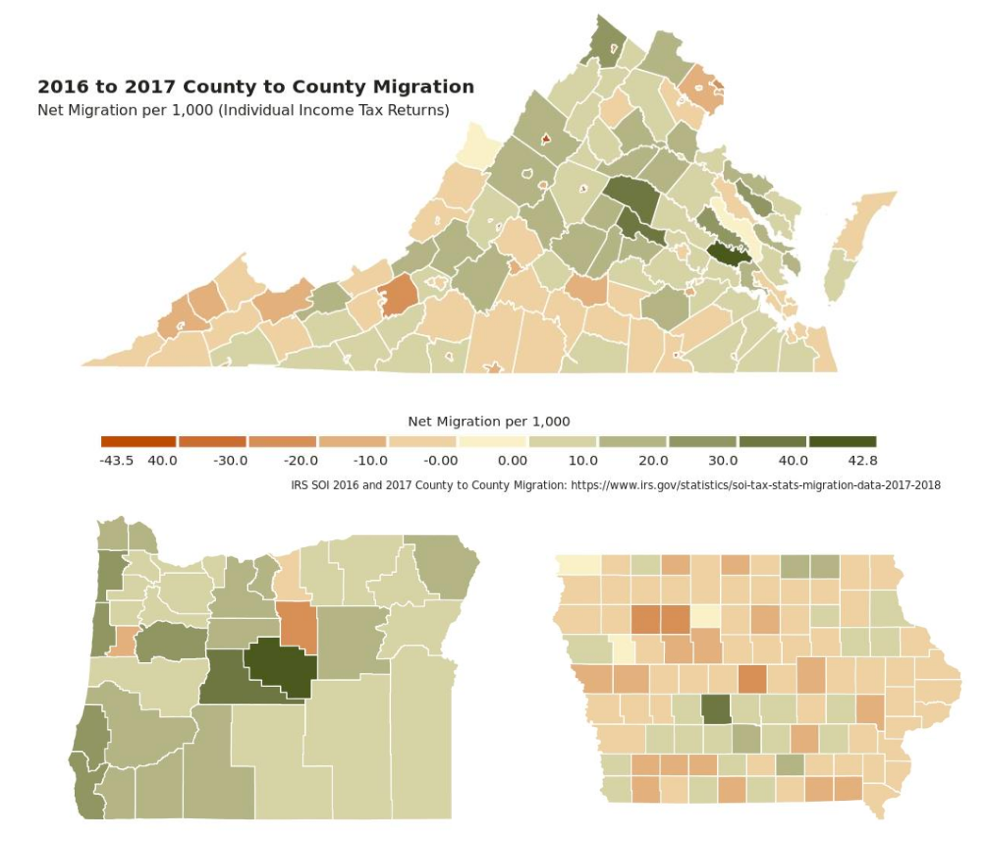 2016 to 2017 County to County Migration
Net Migration per 1,000 (Individual Income Tax Returns)
Net Migration per 1,000
-43.5 40.0 -30.0 -20.0 -10.0 -0.00 0.00 10.0 20.0 30.0 40.0 42.8
IRS SOI 2016 and 2017 County to County Migration: https://www.irs.gov/statistics/soi-tax-stats-migration-data-2017-2018